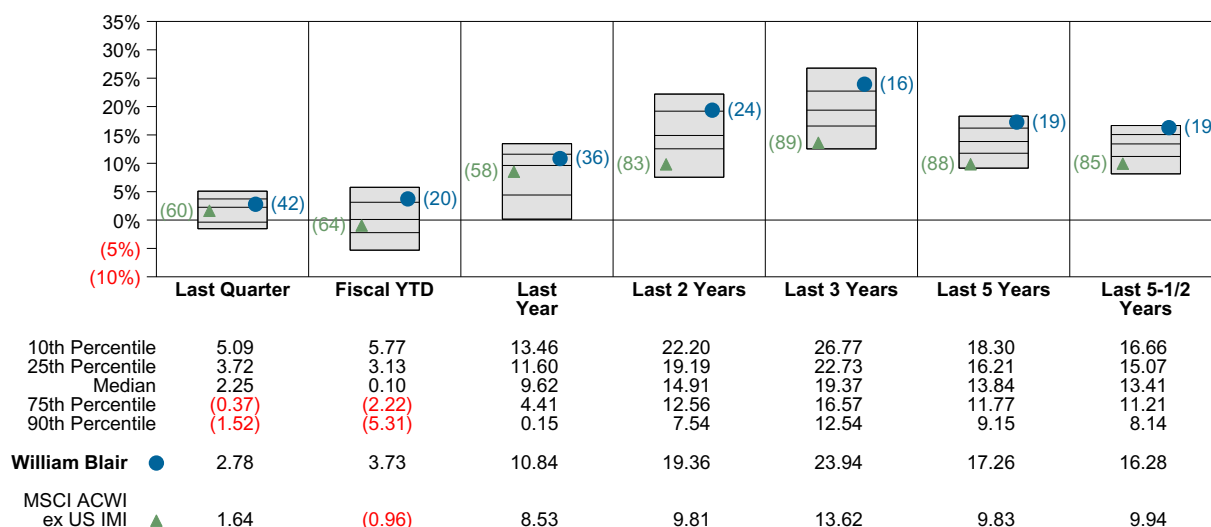 35%
30%
25%
20%
15%
10%
5%
0%
(5%)
(10%)
(60) (42)
(64) (20)
(58) (36)
(83) (24)
(89) (16)
(88) (19)
(85) (19
Last Quarter Fiscal YTD Last Year Last 2 Years Last 3 Years Last 5 Years Last 5-1/2 Years
10th Percentile 5.09 5.77 13.46 22.20 26.77 18.30 16.66
25th Percentile 3.72 3.13 11.60 19.19 22.73 16.21 15.07
Median 2.25 0.10 9.62 14.91 19.37 13.84 13.41
75th Percentile (0.37) (2.22) 4.41 12.56 16.57 11.77 11.21
90th Percentile (1.52) (5.31) 0.15 7.54 12.54 9.15 8.14
William Blair 2.78 3.73 10.84 19.36 23.94 17.26 16.28
MSCI ACWI
ex US IMI 1.64 (0.96) 8.53 9.81 13.62 9.83 9.94